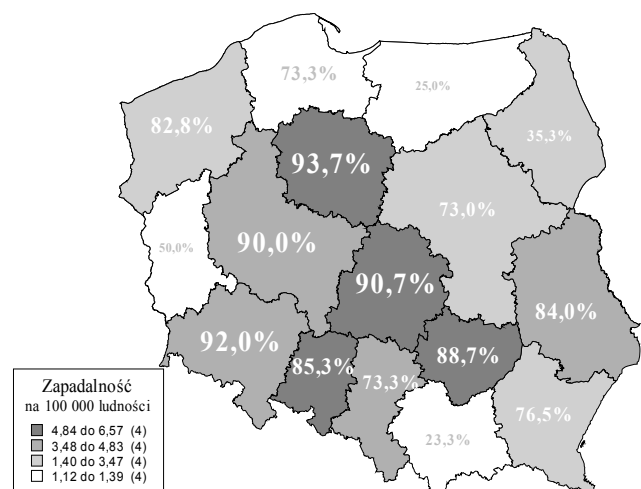 73,3%
25,0%
82,8%
35,3%
93,7%
73,0%
90,0%
50,0%
90,7%
84,0%
92,0%
85,3%
88,7%
73,3%
76,5%
23,3%
Zapadalność
na 100 000 ludności
4,84 do 6,57 (4)
3,48 do 4,83 (4)
1,40 do 3,47 (4)
1,12 do 1,39 (4)